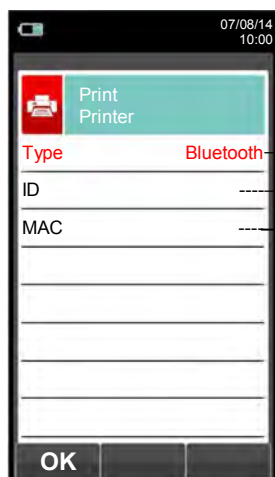 07/08/14
10:00
Print
Printer
Type Bluetooth
ID ----
MAC ----
OK